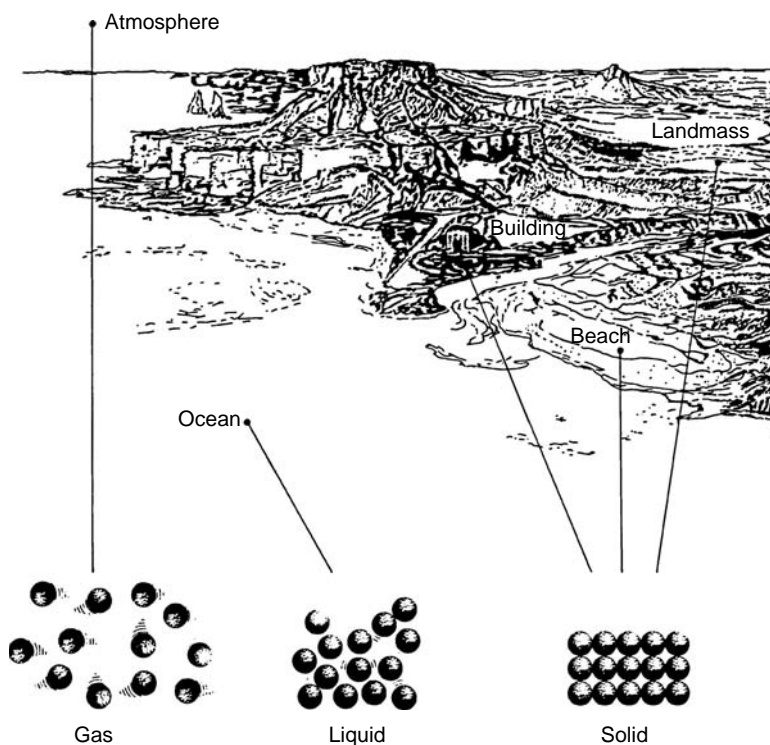 Atmosphere
Landmass
Building
Beach
Ocean
Gas
Liquid
Solid